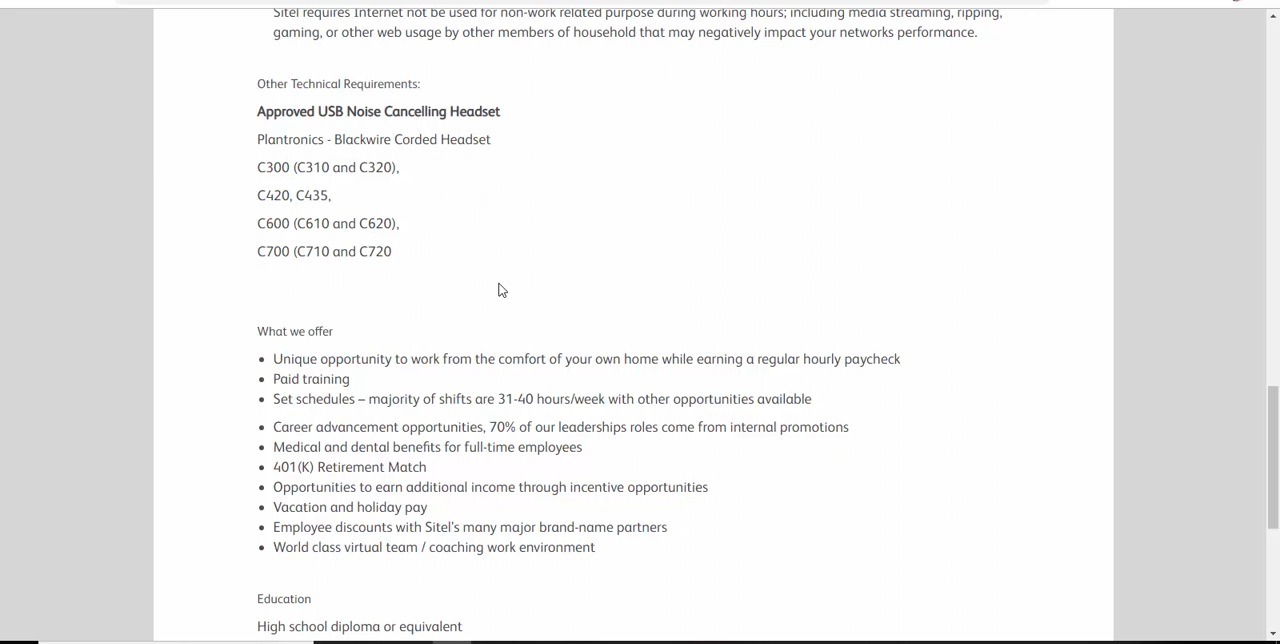 Sitel requires Internet not be used for non-work related purpose during working hours; including media streaming, ripping,
gaming, or other web usage by other members of household that may negatively impact your networks performance.
Other Technical Requirements:
Approved USB Noise Cancelling Headset
Plantronics - Blackwire Corded Headset
C300 (C310 and C320),
C420, C435,
C600 (C610 and C620),
C700 (C710 and C720
What we offer
Unique opportunity to work from the comfort of your own home while earning a regular hourly paycheck
Paid training
Set schedules – majority of shifts are 31-40 hours/week with other opportunities available
Career advancement opportunities, 70% of our leaderships roles come from internal promotions
Medical and dental benefits for full-time employees
401(K) Retirement Match
Opportunities to earn additional income through incentive opportunities
Vacation and holiday pay
Employee discounts with Sitel's many major brand-name partners
World class virtual team / coaching work environment
Education
High school diploma or equivalent